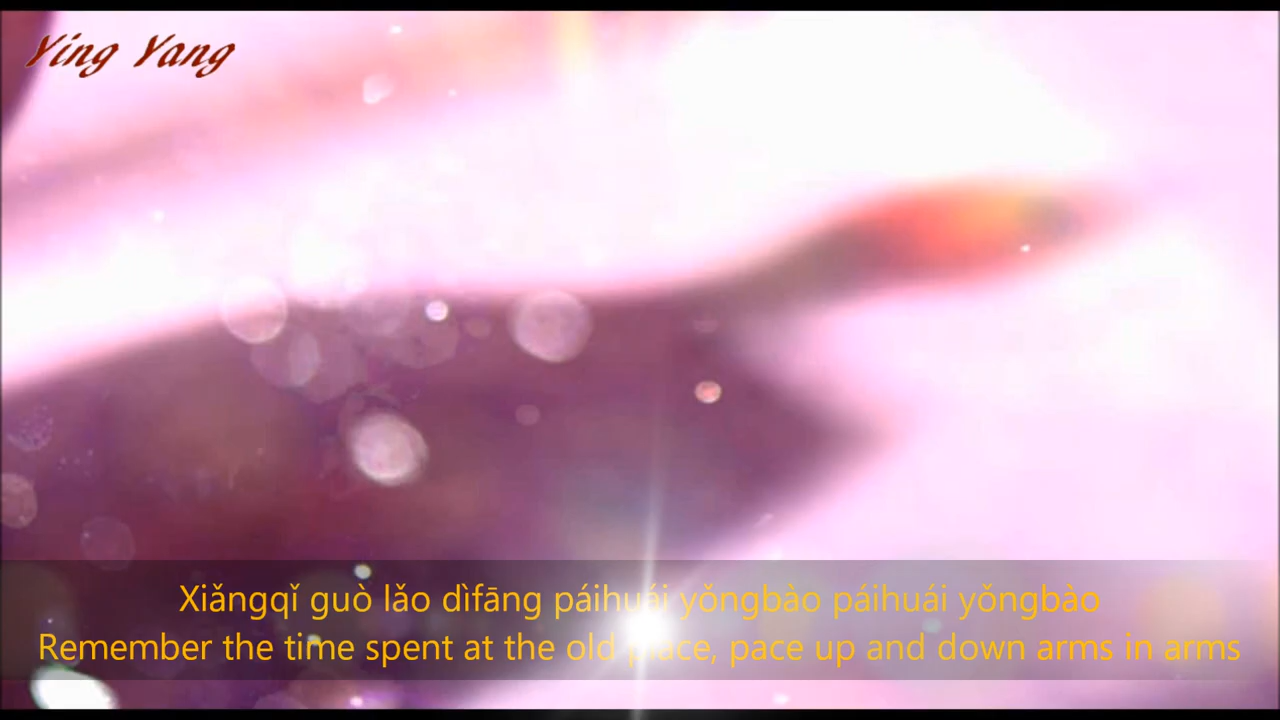 Ying Yang
Xiǎngqǐ guò lǎo dìfāng páihuái yǒngbào páihuái yǒngbào
Remember the time spent at the old place, pace up and down arms in arms